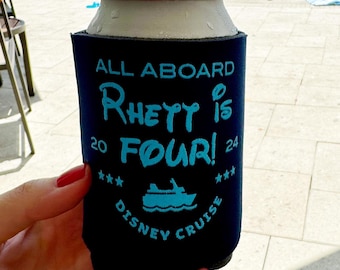 ALL ABOARD
RHETT IS
20 FOUR! 24
DISNEY CRUISE